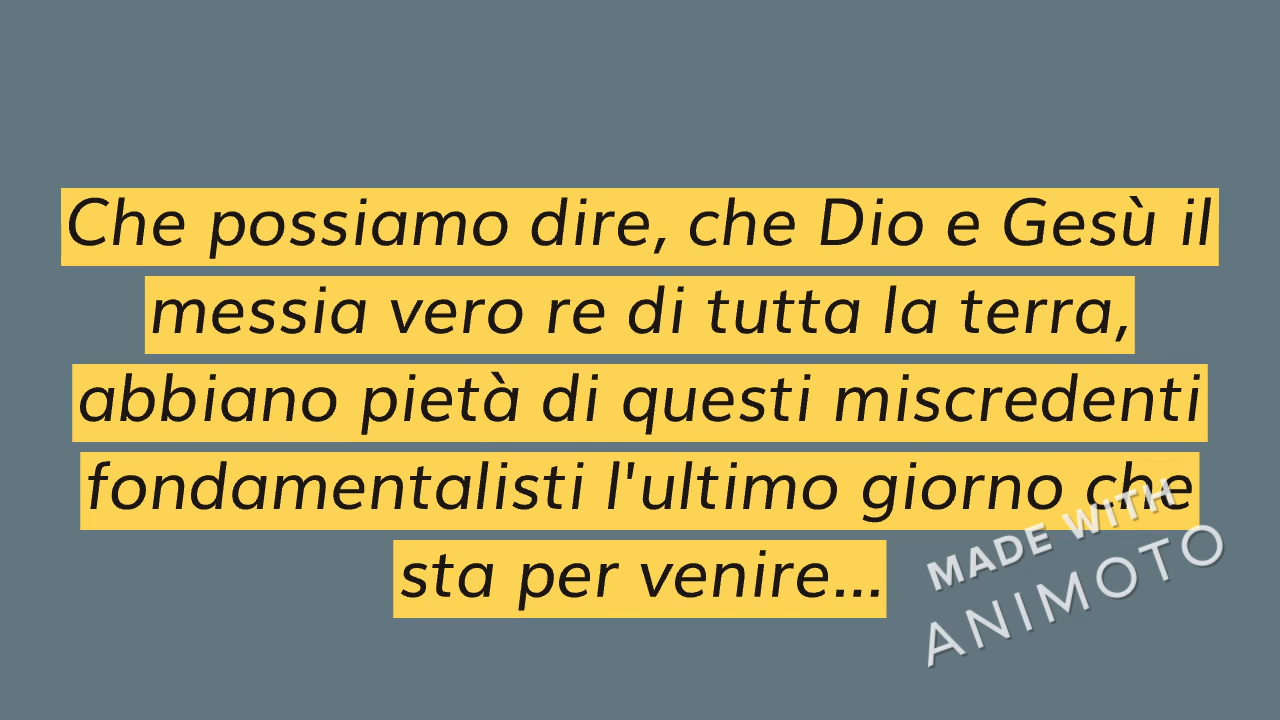 Che possiamo dire, che Dio e Gesù il
messia vero re di tutta la terra,
abbiano pietà di questi miscredenti
fondamentalisti l'ultimo giorno che
sta per venire...
MADE WITH
ANIMOTO